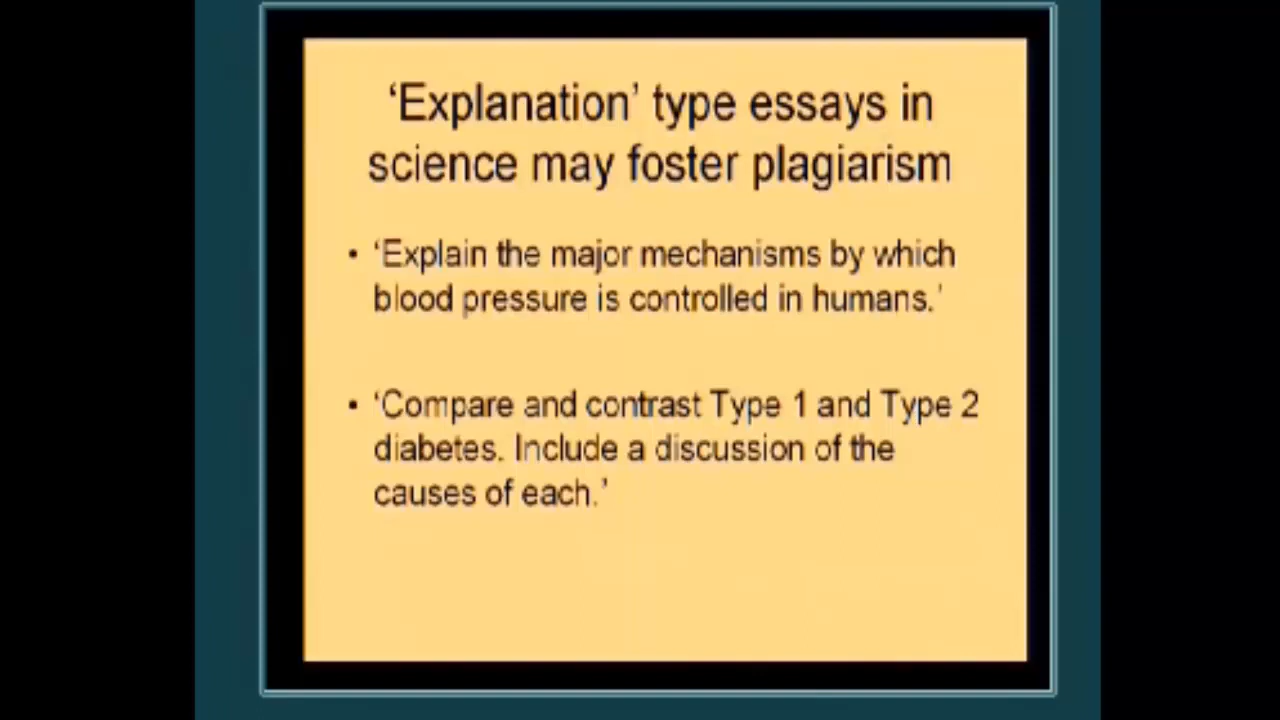 ‘Explanation’ type essays in
science may foster plagiarism
• ‘Explain the major mechanisms by which
blood pressure is controlled in humans.’
• ‘Compare and contrast Type 1 and Type 2
diabetes. Include a discussion of the
causes of each.’